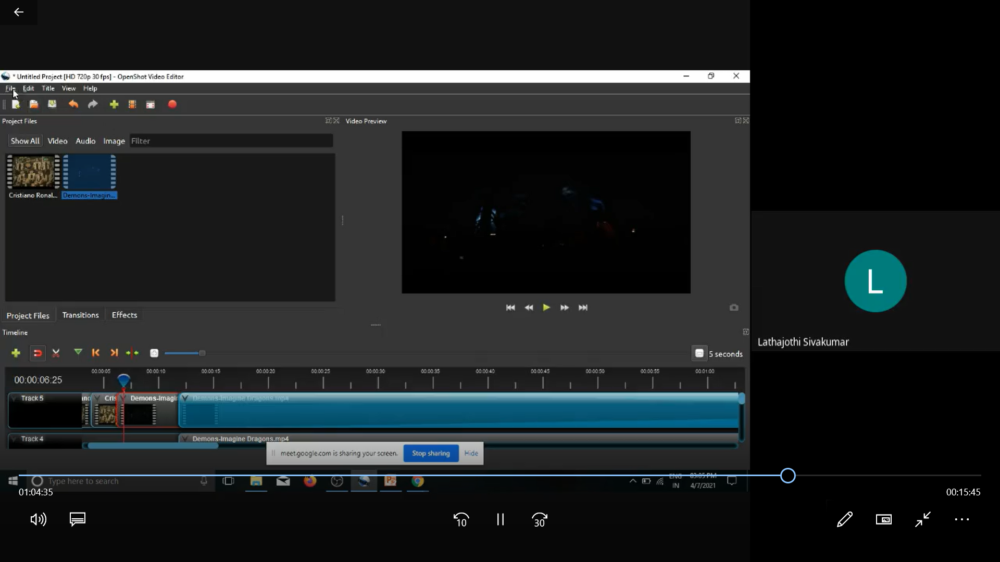 * Untitled Project [HD 720p 30 fps] - OpenShot Video Editor
File Edit Title View Help
Project Files
Video Preview
Show All Video Audio Image Filter
Cristiano Ronal... Demons-Imagin...
Project Files Transitions Effects
Timeline
5 seconds
00:00:06:25
00:00:05 00:00:10 00:00:15 00:00:20 00:00:25 00:00:30 00:00:35 00:00:40 00:00:45 00:00:50 00:00:55 00:01:00
Track 5 Cris Demons-Imagi Demons-Imagine Dragons.mp4
Track 4 Demons-Imagine Dragons.mp4
meet.google.com is sharing your screen. Stop sharing Hide
Type here to search
ENG 03:05 PM
IN 4/7/2021
L
Lathajothi Sivakumar
01:04:35 00:15:45
10 30